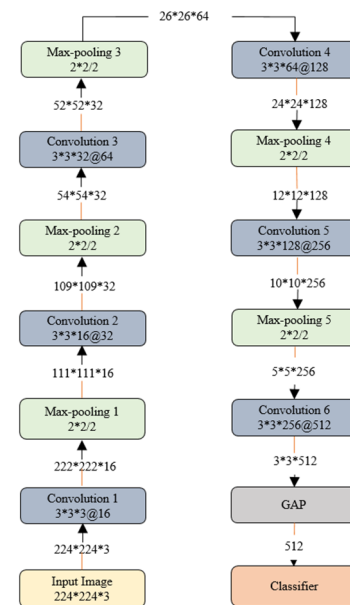 26*26*64
Max-pooling 3
2*2/2
52*52*32
Convolution 3
3*3*32@64
54*54*32
Max-pooling 2
2*2/2
109*109*32
Convolution 2
3*3*16@32
111*111*16
Max-pooling 1
2*2/2
222*222*16
Convolution 1
3*3*3@16
224*224*3
Input Image
224*224*3
Convolution 4
3*3*64@128
24*24*128
Max-pooling 4
2*2/2
12*12*128
Convolution 5
3*3*128@256
10*10*256
Max-pooling 5
2*2/2
5*5*256
Convolution 6
3*3*256@512
3*3*512
GAP
512
Classifier